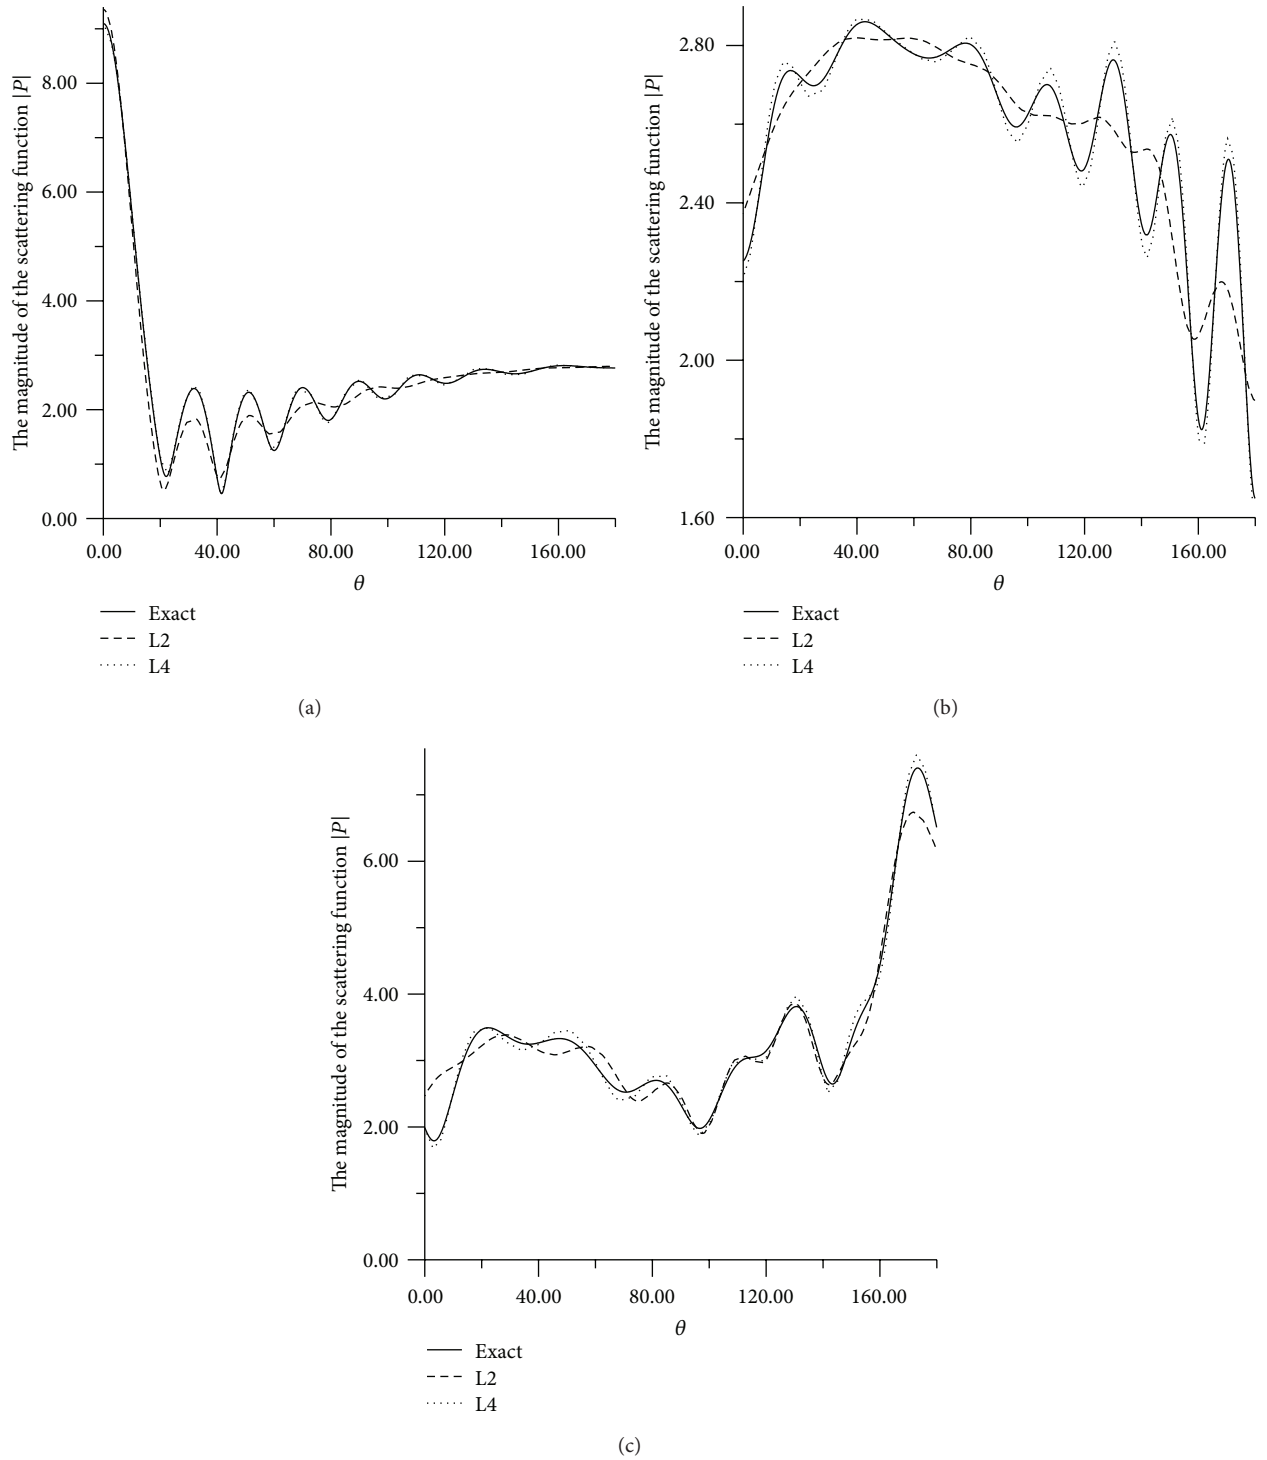 The magnitude of the scattering function |P|
8.00
6.00
4.00
2.00
0.00
0.00 40.00 80.00 120.00 160.00
θ
Exact
L2
L4
(a)
The magnitude of the scattering function |P|
2.80
2.40
2.00
1.60
0.00 40.00 80.00 120.00 160.00
θ
Exact
L2
L4
(b)
The magnitude of the scattering function |P|
6.00
4.00
2.00
0.00
0.00 40.00 80.00 120.00 160.00
θ
Exact
L2
L4
(c)